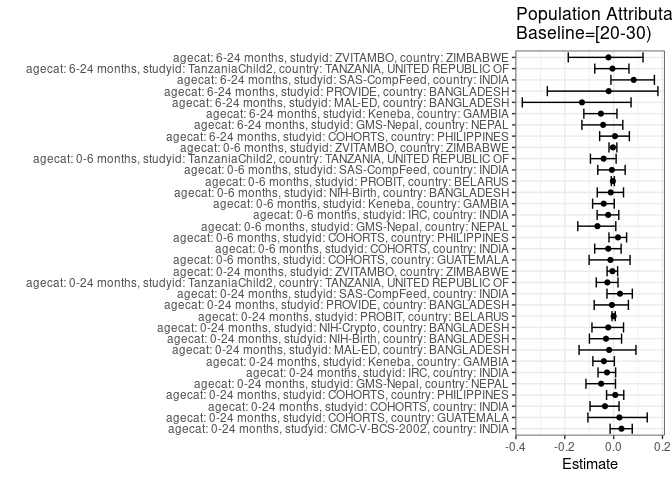 Population Attributa
Baseline=[20-30)
agecat: 6-24 months, studyid: ZVITAMBO, country: ZIMBABWE
agecat: 6-24 months, studyid: TanzaniaChild2, country: TANZANIA, UNITED REPUBLIC OF
agecat: 6-24 months, studyid: SAS-CompFeed, country: INDIA
agecat: 6-24 months, studyid: PROVIDE, country: BANGLADESH
agecat: 6-24 months, studyid: MAL-ED, country: BANGLADESH
agecat: 6-24 months, studyid: Keneba, country: GAMBIA
agecat: 6-24 months, studyid: GMS-Nepal, country: NEPAL
agecat: 6-24 months, studyid: COHORTS, country: PHILIPPINES
agecat: 0-6 months, studyid: ZVITAMBO, country: ZIMBABWE
agecat: 0-6 months, studyid: TanzaniaChild2, country: TANZANIA, UNITED REPUBLIC OF
agecat: 0-6 months, studyid: SAS-CompFeed, country: INDIA
agecat: 0-6 months, studyid: PROBIT, country: BELARUS
agecat: 0-6 months, studyid: NIH-Birth, country: BANGLADESH
agecat: 0-6 months, studyid: Keneba, country: GAMBIA
agecat: 0-6 months, studyid: IRC, country: INDIA
agecat: 0-6 months, studyid: GMS-Nepal, country: NEPAL
agecat: 0-6 months, studyid: COHORTS, country: PHILIPPINES
agecat: 0-6 months, studyid: COHORTS, country: INDIA
agecat: 0-6 months, studyid: COHORTS, country: GUATEMALA
agecat: 0-24 months, studyid: ZVITAMBO, country: ZIMBABWE
agecat: 0-24 months, studyid: TanzaniaChild2, country: TANZANIA, UNITED REPUBLIC OF
agecat: 0-24 months, studyid: SAS-CompFeed, country: INDIA
agecat: 0-24 months, studyid: PROVIDE, country: BANGLADESH
agecat: 0-24 months, studyid: PROBIT, country: BELARUS
agecat: 0-24 months, studyid: NIH-Crypto, country: BANGLADESH
agecat: 0-24 months, studyid: NIH-Birth, country: BANGLADESH
agecat: 0-24 months, studyid: MAL-ED, country: BANGLADESH
agecat: 0-24 months, studyid: Keneba, country: GAMBIA
agecat: 0-24 months, studyid: IRC, country: INDIA
agecat: 0-24 months, studyid: GMS-Nepal, country: NEPAL
agecat: 0-24 months, studyid: COHORTS, country: PHILIPPINES
agecat: 0-24 months, studyid: COHORTS, country: INDIA
agecat: 0-24 months, studyid: COHORTS, country: GUATEMALA
agecat: 0-24 months, studyid: CMC-V-BCS-2002, country: INDIA
-0.4 -0.2 0.0 0.2
Estimate